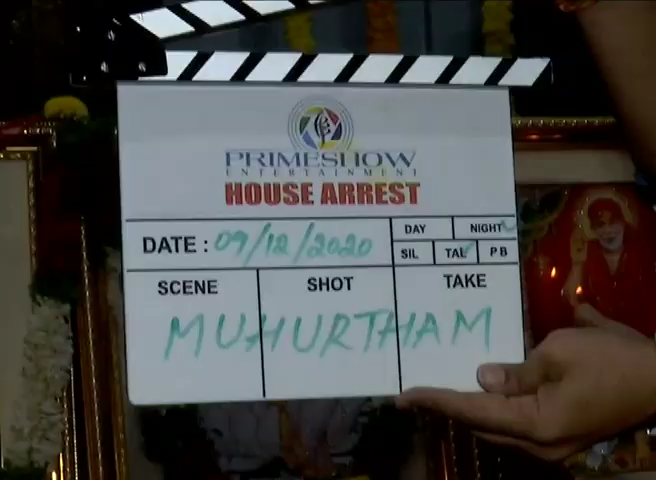 PRIMESHOW
ENTERTAINMENT
HOUSE ARREST
DATE : 09/12/2020
DAY NIGHT
SIL TAL PB
SCENE SHOT TAKE
MUHURTHAM